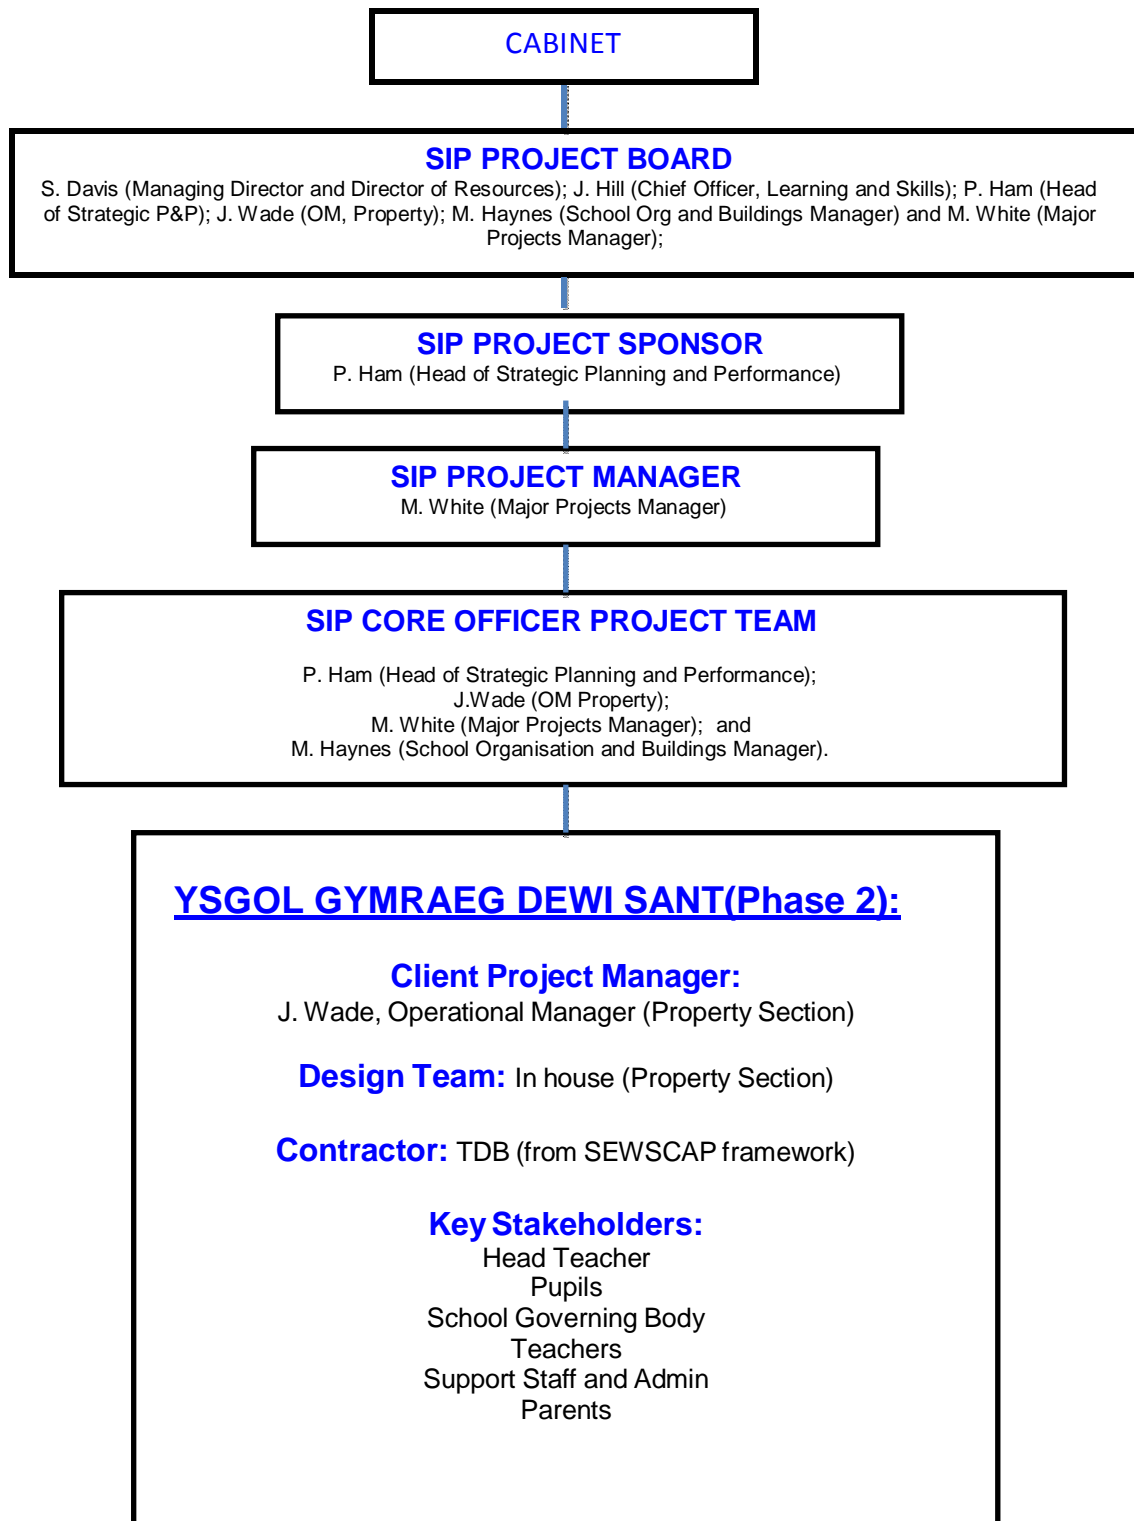 CABINET
SIP PROJECT BOARD
S. Davis (Managing Director and Director of Resources); J. Hill (Chief Officer, Learning and Skills); P. Ham (Head
of Strategic P&P); J. Wade (OM, Property); M. Haynes (School Org and Buildings Manager) and M. White (Major
Projects Manager);
SIP PROJECT SPONSOR
P. Ham (Head of Strategic Planning and Performance)
SIP PROJECT MANAGER
M. White (Major Projects Manager)
SIP CORE OFFICER PROJECT TEAM
P. Ham (Head of Strategic Planning and Performance);
J.Wade (OM Property);
M. White (Major Projects Manager); and
M. Haynes (School Organisation and Buildings Manager).
YSGOL GYMRAEG DEWI SANT(Phase 2):
Client Project Manager:
J. Wade, Operational Manager (Property Section)
Design Team: In house (Property Section)
Contractor: TDB (from SEWSCAP framework)
Key Stakeholders:
Head Teacher
Pupils
School Governing Body
Teachers
Support Staff and Admin
Parents